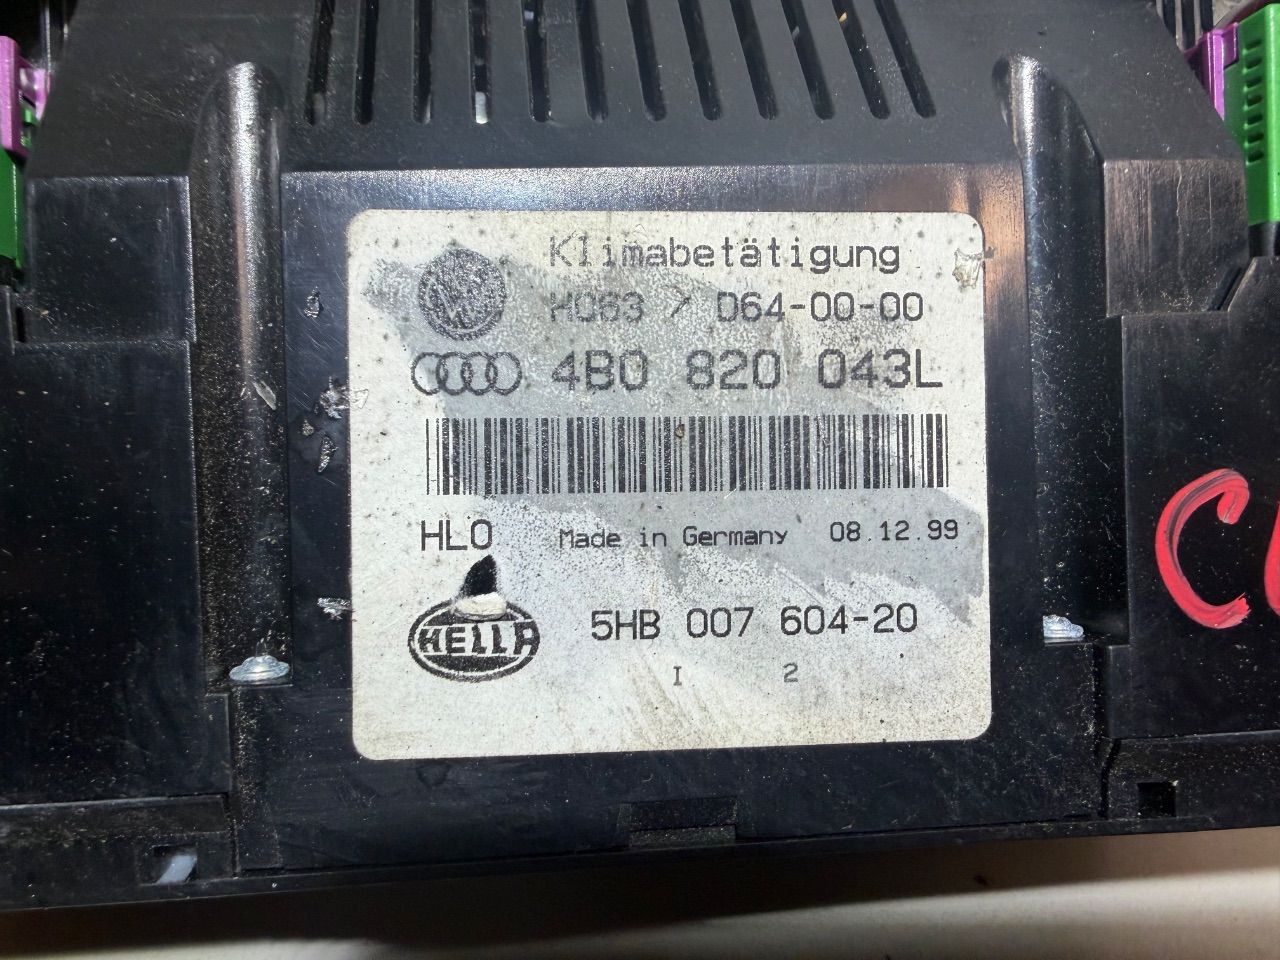 Klimabetätigung
H063 / D64-00-00
4B0 820 043L
HL0 Made in Germany 08.12.99
HELLA 5HB 007 604-20
I 2